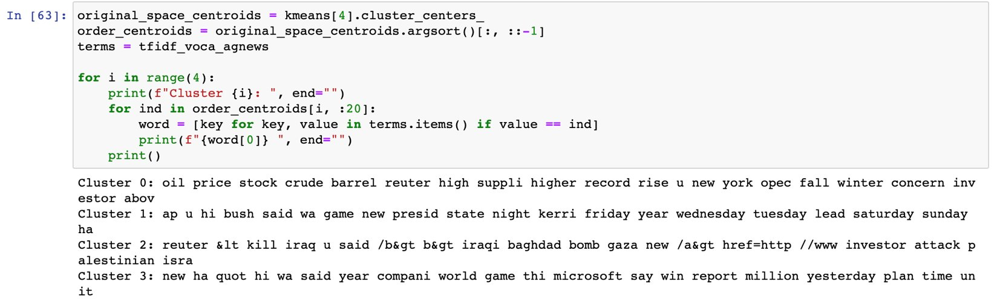 In [63]: original_space_centroids = kmeans[4].cluster_centers_
order_centroids = original_space_centroids.argsort()[:, ::-1]
terms = tfidf_voca_agnews
for i in range(4):
    print(f"Cluster {i}: ", end="")
    for ind in order_centroids[i, :20]:
        word = [key for key, value in terms.items() if value == ind]
        print(f"{word[0]} ", end="")
    print()
Cluster 0: oil price stock crude barrel reuter high suppli higher record rise u new york opec fall winter concern inv
estor abov
Cluster 1: ap u hi bush said wa game new presid state night kerri friday year wednesday tuesday lead saturday sunday
ha
Cluster 2: reuter &lt kill iraq u said /b&gt b&gt iraqi baghdad bomb gaza new /a&gt href=http //www investor attack p
alestinian isra
Cluster 3: new ha quot hi wa said year compani world game thi microsoft say win report million yesterday plan time un
it